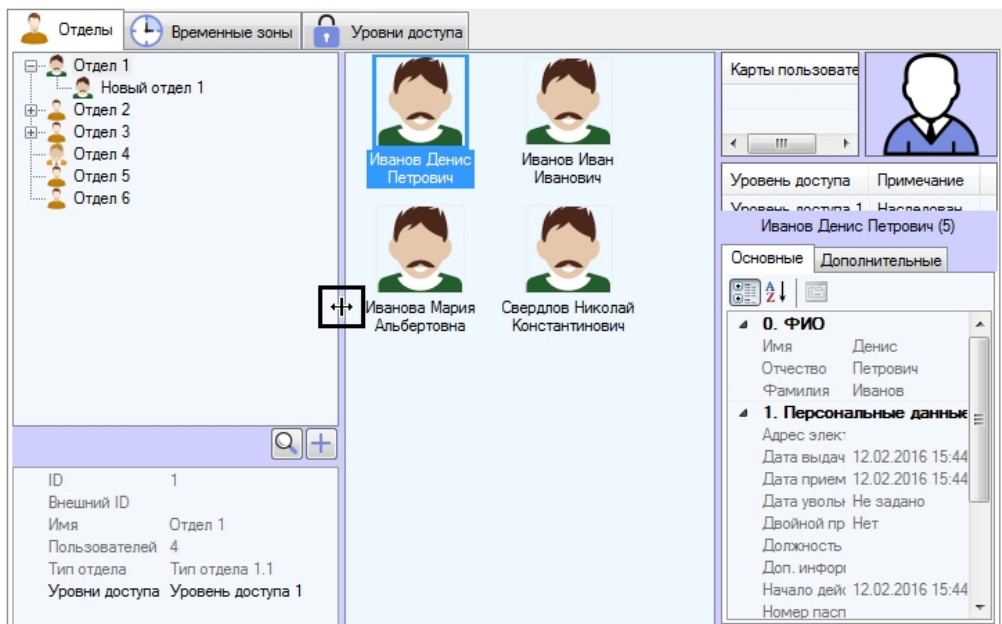 Отделы Временные зоны Уровни доступа
Отдел 1
Новый отдел 1
Отдел 2
Отдел 3
Отдел 4
Отдел 5
Отдел 6
ID 1
Внешний ID
Имя Отдел 1
Пользователей 4
Тип отдела Тип отдела 1.1
Уровни доступа Уровень доступа 1
Иванов Денис
Петрович
Иванов Иван
Иванович
Иванова Мария
Альбертовна
Свердлов Николай
Константинович
Карты пользовате
Уровень доступа Примечание
Уровень доступа 1 Наследован
Иванов Денис Петрович (5)
Основные Дополнительные
0. ФИО
Имя Денис
Отчество Петрович
Фамилия Иванов
1. Персональные данные
Адрес элект
Дата выдач 12.02.2016 15:44
Дата прием 12.02.2016 15:44
Дата уволы Не задано
Двойной пр Нет
Должность
Доп. инфор
Начало дейс 12.02.2016 15:44
Номер пасп